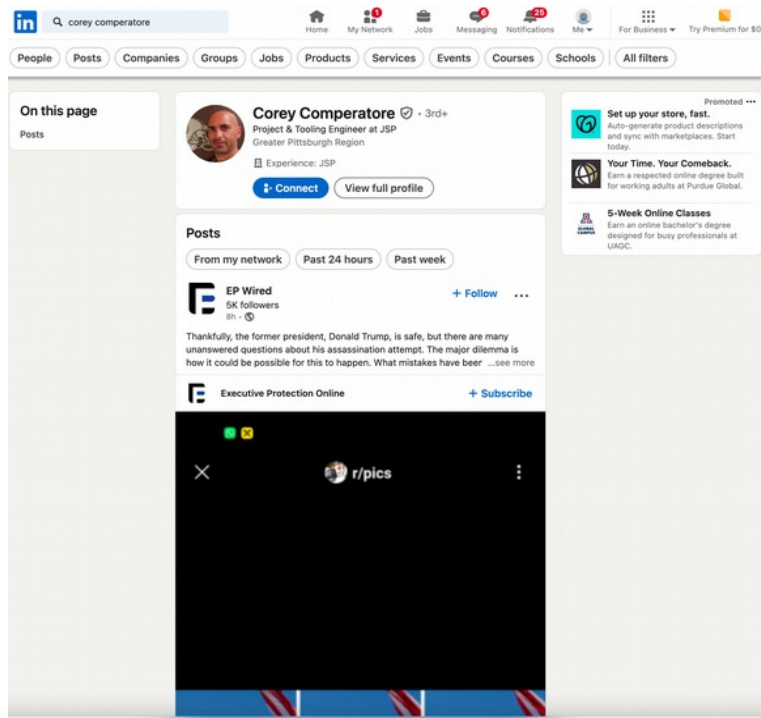 in
corey comperatore
1
6
25
Home
My Network
Jobs
Messaging
Notifications
Me
For Business
Try Premium for $0
People
Posts
Companies
Groups
Jobs
Products
Services
Events
Courses
Schools
All filters
On this page
Posts
Corey Comperatore · 3rd+
Project & Tooling Engineer at JSP
Greater Pittsburgh Region
Experience: JSP
Connect
View full profile
Posts
From my network
Past 24 hours
Past week
EP Wired
5K followers
8h ·
+ Follow
...
Thankfully, the former president, Donald Trump, is safe, but there are many
unanswered questions about his assassination attempt. The major dilemma is
how it could be possible for this to happen. What mistakes have beer ...see more
Executive Protection Online
+ Subscribe
r/pics
Promoted
Set up your store, fast.
Auto-generate product descriptions
and sync with marketplaces. Start
today.
Your Time. Your Comeback.
Earn a respected online degree built
for working adults at Purdue Global.
5-Week Online Classes
Earn an online bachelor's degree
designed for busy professionals at
UAGC.